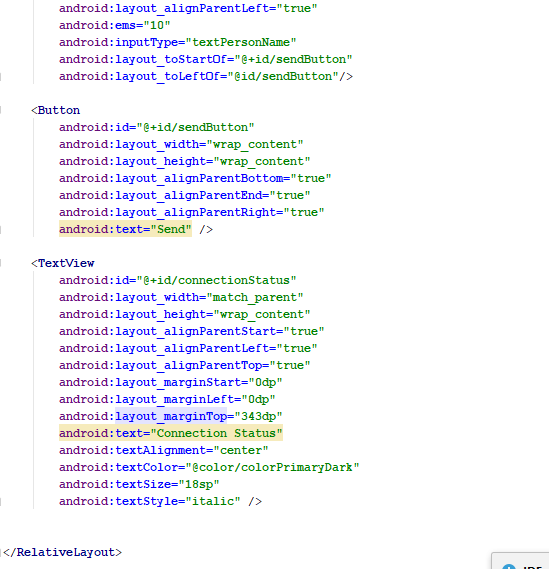 android:layout_alignParentLeft="true"
android:ems="10"
android:inputType="textPersonName"
android:layout_toStartOf="@+id/sendButton"
android:layout_toLeftOf="@id/sendButton"/>
<Button
android:id="@+id/sendButton"
android:layout_width="wrap_content"
android:layout_height="wrap_content"
android:layout_alignParentBottom="true"
android:layout_alignParentEnd="true"
android:layout_alignParentRight="true"
android:text="Send" />
<TextView
android:id="@+id/connectionStatus"
android:layout_width="match_parent"
android:layout_height="wrap_content"
android:layout_alignParentStart="true"
android:layout_alignParentLeft="true"
android:layout_alignParentTop="true"
android:layout_marginStart="0dp"
android:layout_marginLeft="0dp"
android:layout_marginTop="343dp"
android:text="Connection Status"
android:textAlignment="center"
android:textColor="@color/colorPrimaryDark"
android:textSize="18sp"
android:textStyle="italic" />
</RelativeLayout>